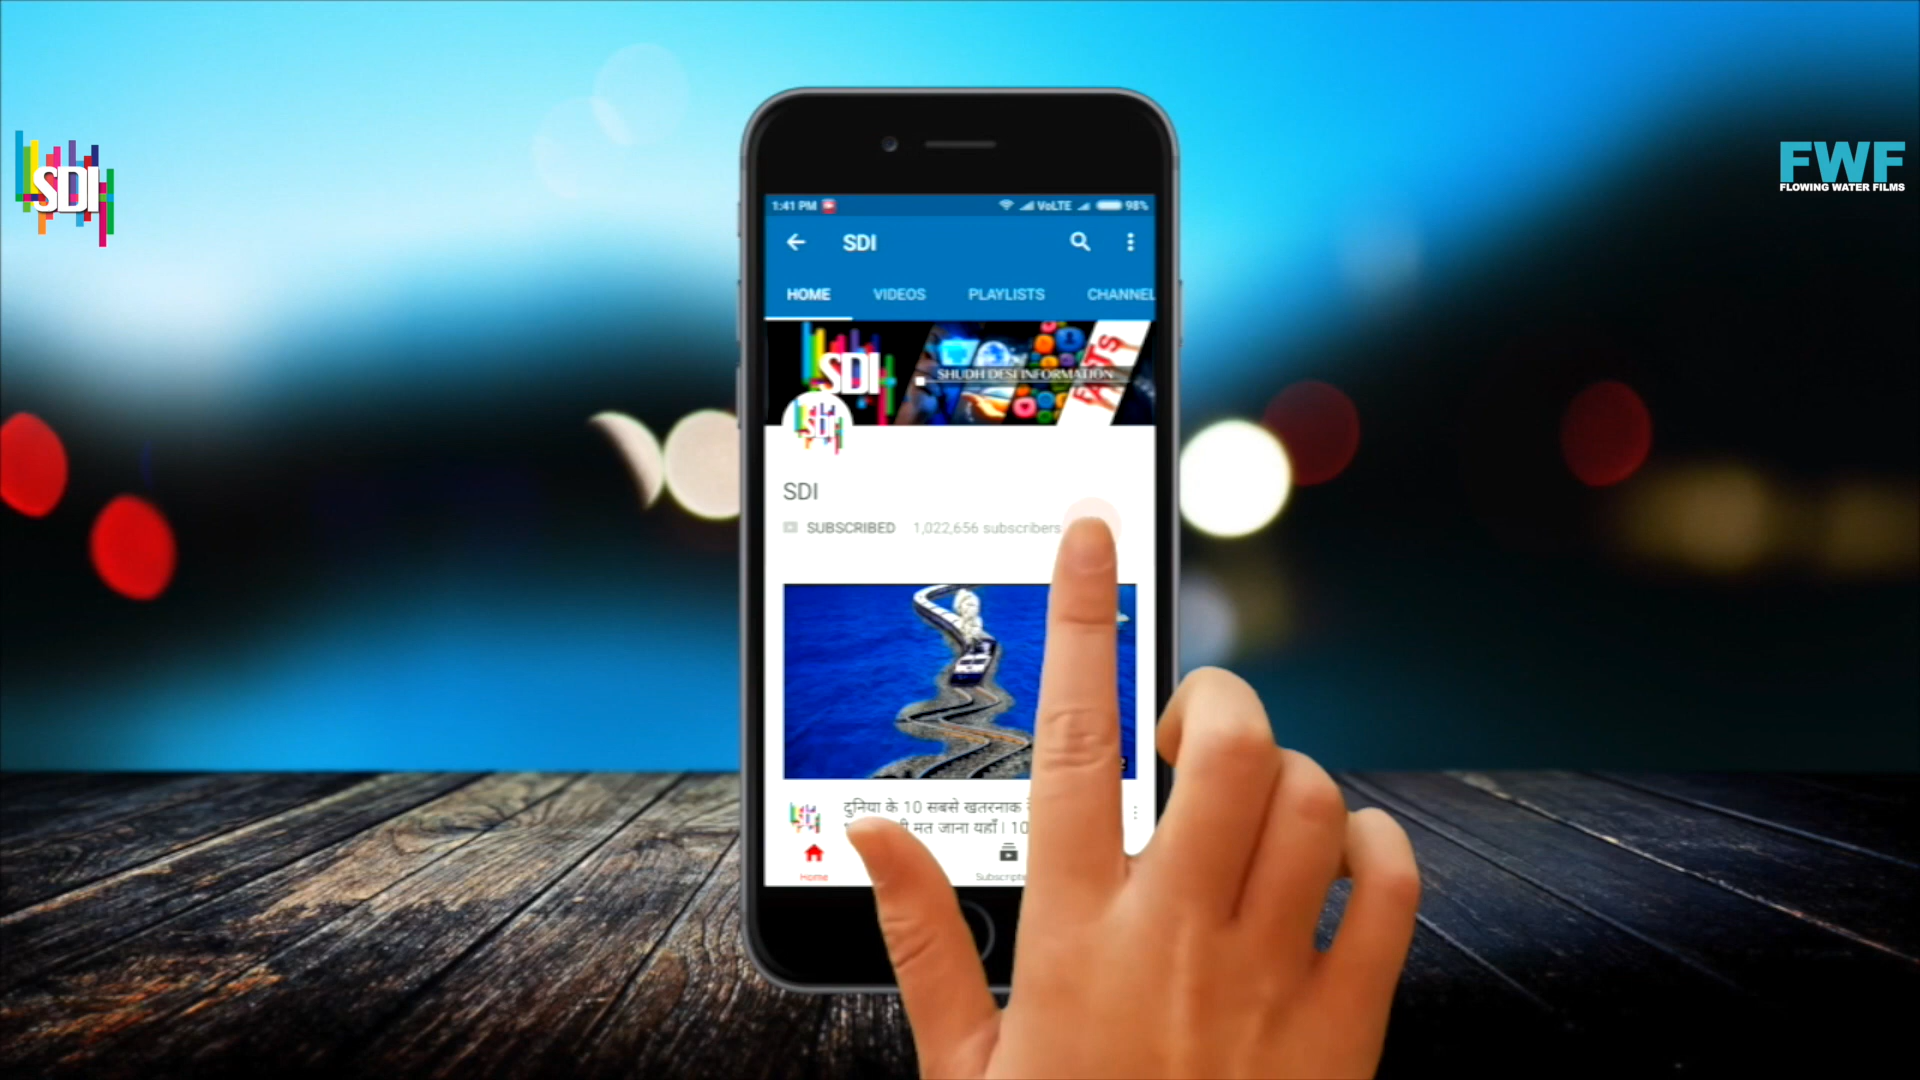 SDI
FWF
FLOWING WATER FILMS
1:41 PM VoLTE 98%
SDI
HOME VIDEOS PLAYLISTS CHANNEL
SDI
SHUDH DESI INFORMATION
SDI
SDI
SUBSCRIBED 1,022,656 subscribers
दुनिया के 10 सबसे खतरनाक
मत जाना यहाँ । 10
Home